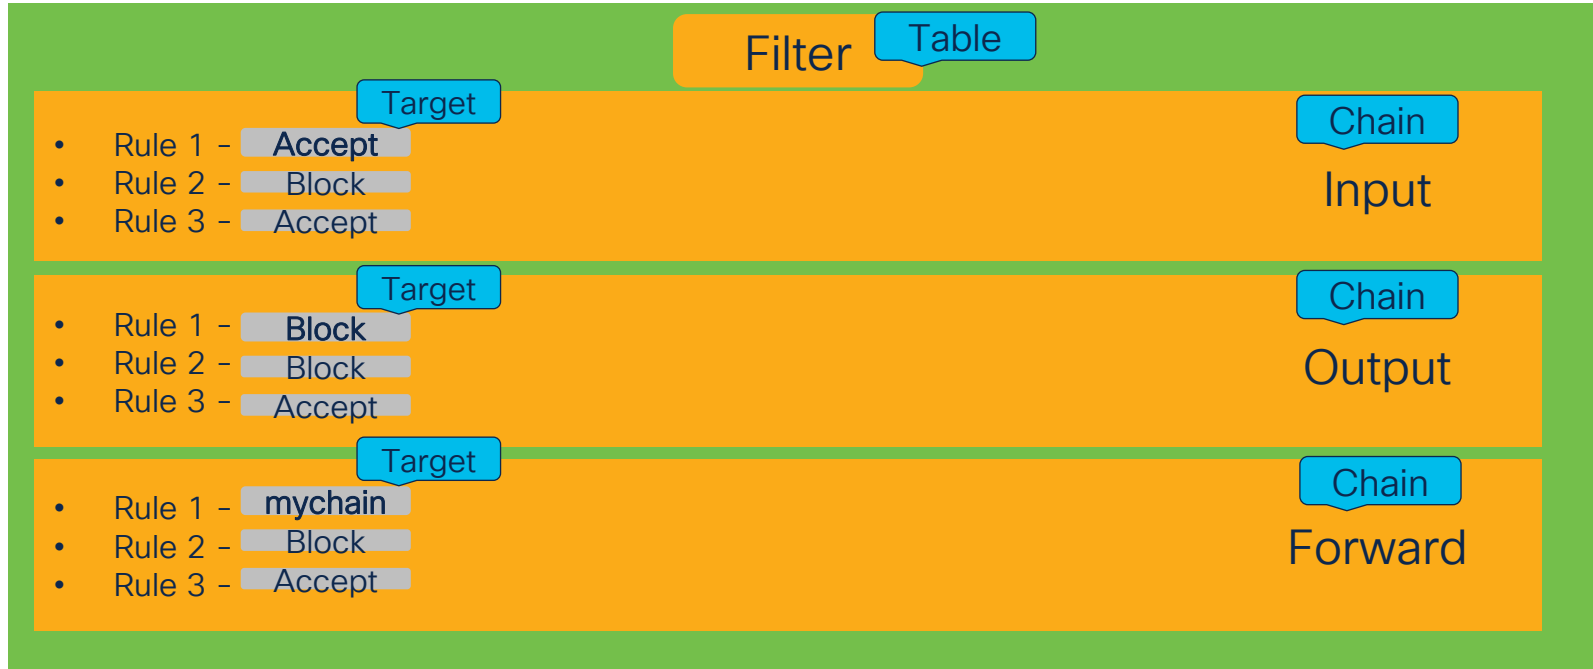 Filter
Table
Target
Chain
• Rule 1 - Accept
• Rule 2 - Block
• Rule 3 - Accept
Input
Target
Chain
• Rule 1 - Block
• Rule 2 - Block
• Rule 3 - Accept
Output
Target
Chain
• Rule 1 - mychain
• Rule 2 - Block
• Rule 3 - Accept
Forward